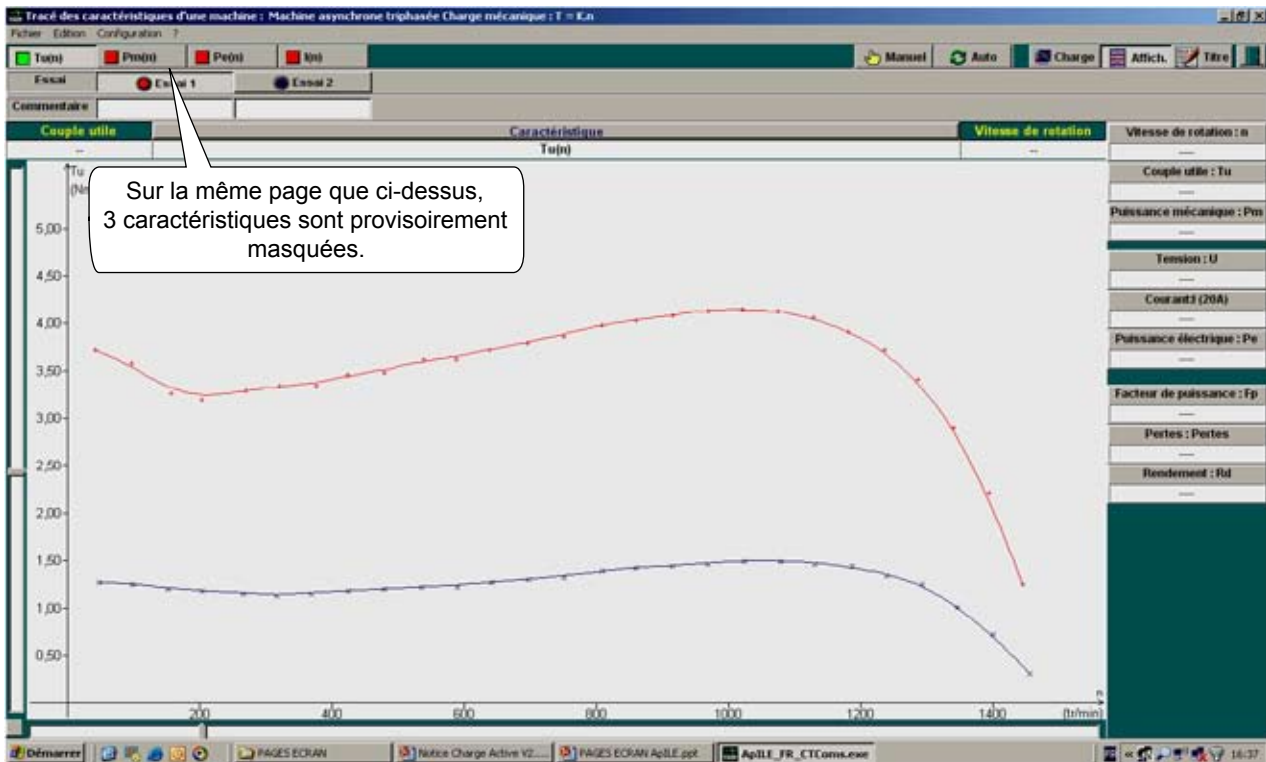 Tracé des caractéristiques d'une machine : Machine asynchrone triphasée Charge mécanique : T = K.n
Fichier Edition Configuration ?
Tu(n) Pm(n) Pe(n) I(n) Manuel Auto Charge Affich. Titre
Essai Essai 1 Essai 2
Commentaire
Couple utile Caractéristique Vitesse de rotation Vitesse de rotation : n
-- Tu(n) -- ----
Tu
Sur la même page que ci-dessus,
3 caractéristiques sont provisoirement
masquées.
Couple utile : Tu
----
Puissance mécanique : Pm
----
Tension : U
----
Courant3 (20A)
----
Puissance électrique : Pe
----
Facteur de puissance : Fp
----
Pertes : Pertes
----
Rendement : Rd
----
5,00
4,50
4,00
3,50
3,00
2,50
2,00
1,50
1,00
0,50
n
200 400 600 800 1000 1200 1400 (tr/min)
Démarrer PAGES ECRAN Notice Charge Active V2.... PAGES ECRAN ApILE.ppt ApILE_FR_CTComs.exe 16:37